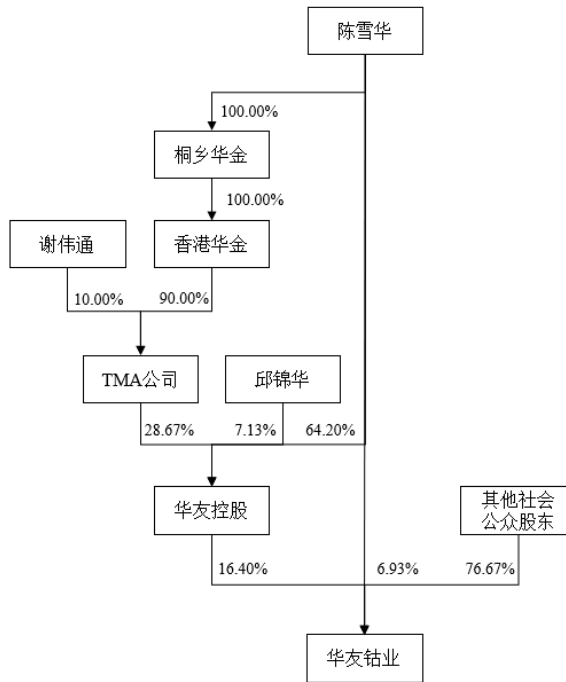 陈雪华
100.00%
桐乡华金
100.00%
谢伟通
香港华金
10.00%
90.00%
TMA公司
邱锦华
28.67%
7.13%
64.20%
华友控股
其他社会
公众股东
16.40%
6.93%
76.67%
华友钴业